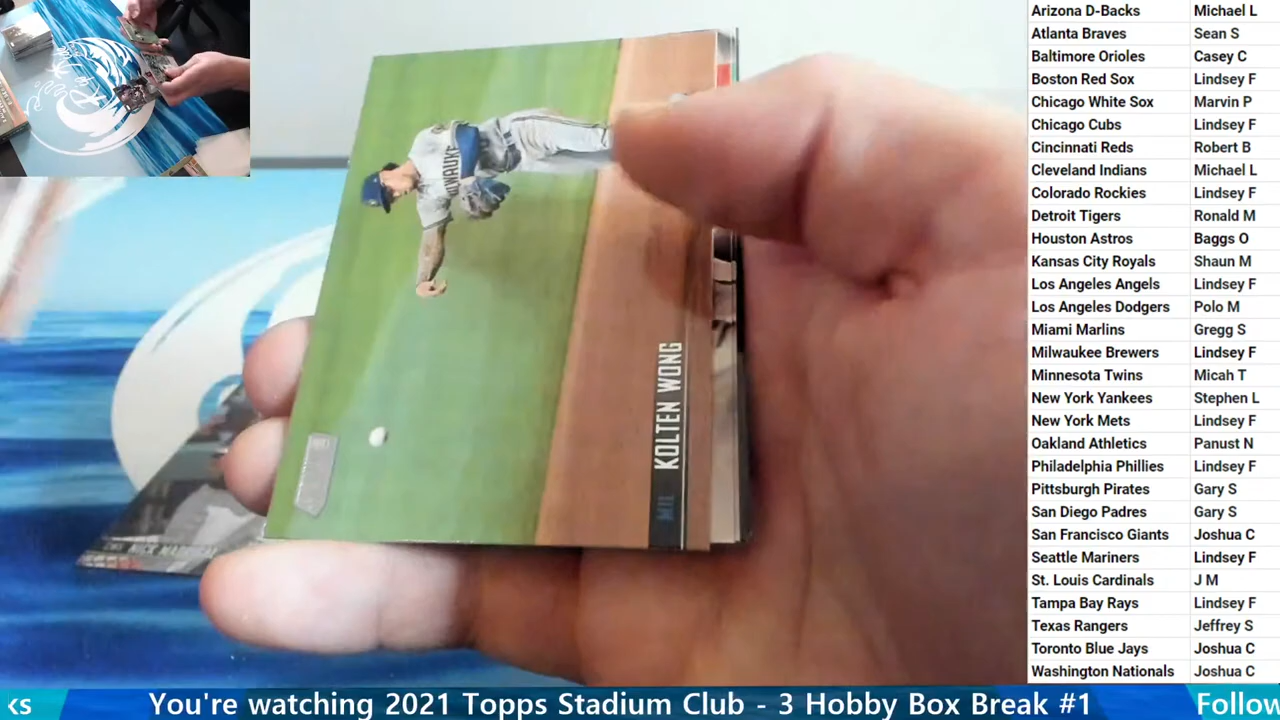 MILWAUKE
KOLTEN WONG
MIL
NICK
Arizona D-Backs Michael L
Atlanta Braves Sean S
Baltimore Orioles Casey C
Boston Red Sox Lindsey F
Chicago White Sox Marvin P
Chicago Cubs Lindsey F
Cincinnati Reds Robert B
Cleveland Indians Michael L
Colorado Rockies Lindsey F
Detroit Tigers Ronald M
Houston Astros Baggs O
Kansas City Royals Shaun M
Los Angeles Angels Lindsey F
Los Angeles Dodgers Polo M
Miami Marlins Gregg S
Milwaukee Brewers Lindsey F
Minnesota Twins Micah T
New York Yankees Stephen L
New York Mets Lindsey F
Oakland Athletics Panust N
Philadelphia Phillies Lindsey F
Pittsburgh Pirates Gary S
San Diego Padres Gary S
San Francisco Giants Joshua C
Seattle Mariners Lindsey F
St. Louis Cardinals J M
Tampa Bay Rays Lindsey F
Texas Rangers Jeffrey S
Toronto Blue Jays Joshua C
Washington Nationals Joshua C
ks You're watching 2021 Topps Stadium Club - 3 Hobby Box Break #1 Follow